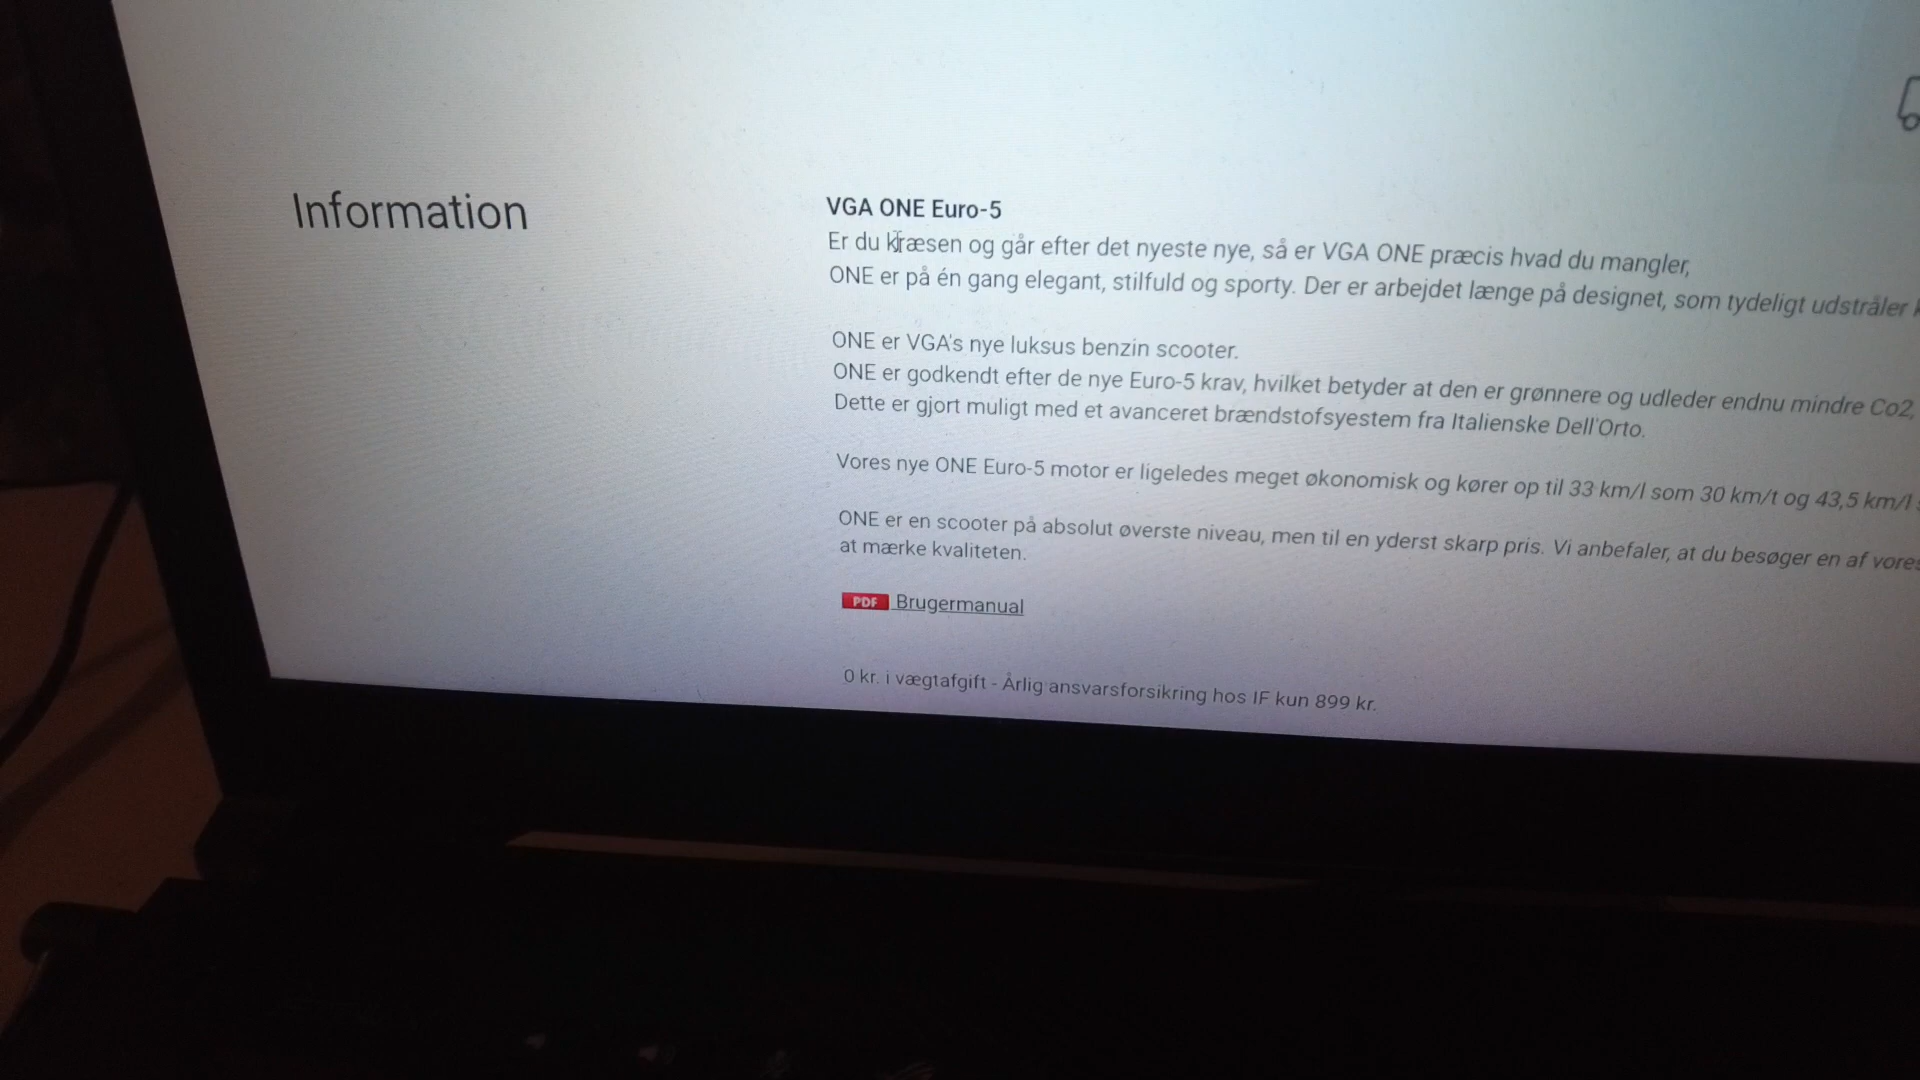 Information
VGA ONE Euro-5
Er du kræsen og går efter det nyeste nye, så er VGA ONE præcis hvad du mangler,
ONE er på én gang elegant, stilfuld og sporty. Der er arbejdet længe på designet, som tydeligt udstråler
ONE er VGA's nye luksus benzin scooter.
ONE er godkendt efter de nye Euro-5 krav, hvilket betyder at den er grønnere og udleder endnu mindre Co2,
Dette er gjort muligt med et avanceret brændstofsyestem fra Italienske Dell'Orto.
Vores nye ONE Euro-5 motor er ligeledes meget økonomisk og kører op til 33 km/l som 30 km/t og 43,5 km/l
ONE er en scooter på absolut øverste niveau, men til en yderst skarp pris. Vi anbefaler, at du besøger en af vores
at mærke kvaliteten.
PDF Brugermanual
0 kr. i vægtafgift - Årlig ansvarsforsikring hos IF kun 899 kr.